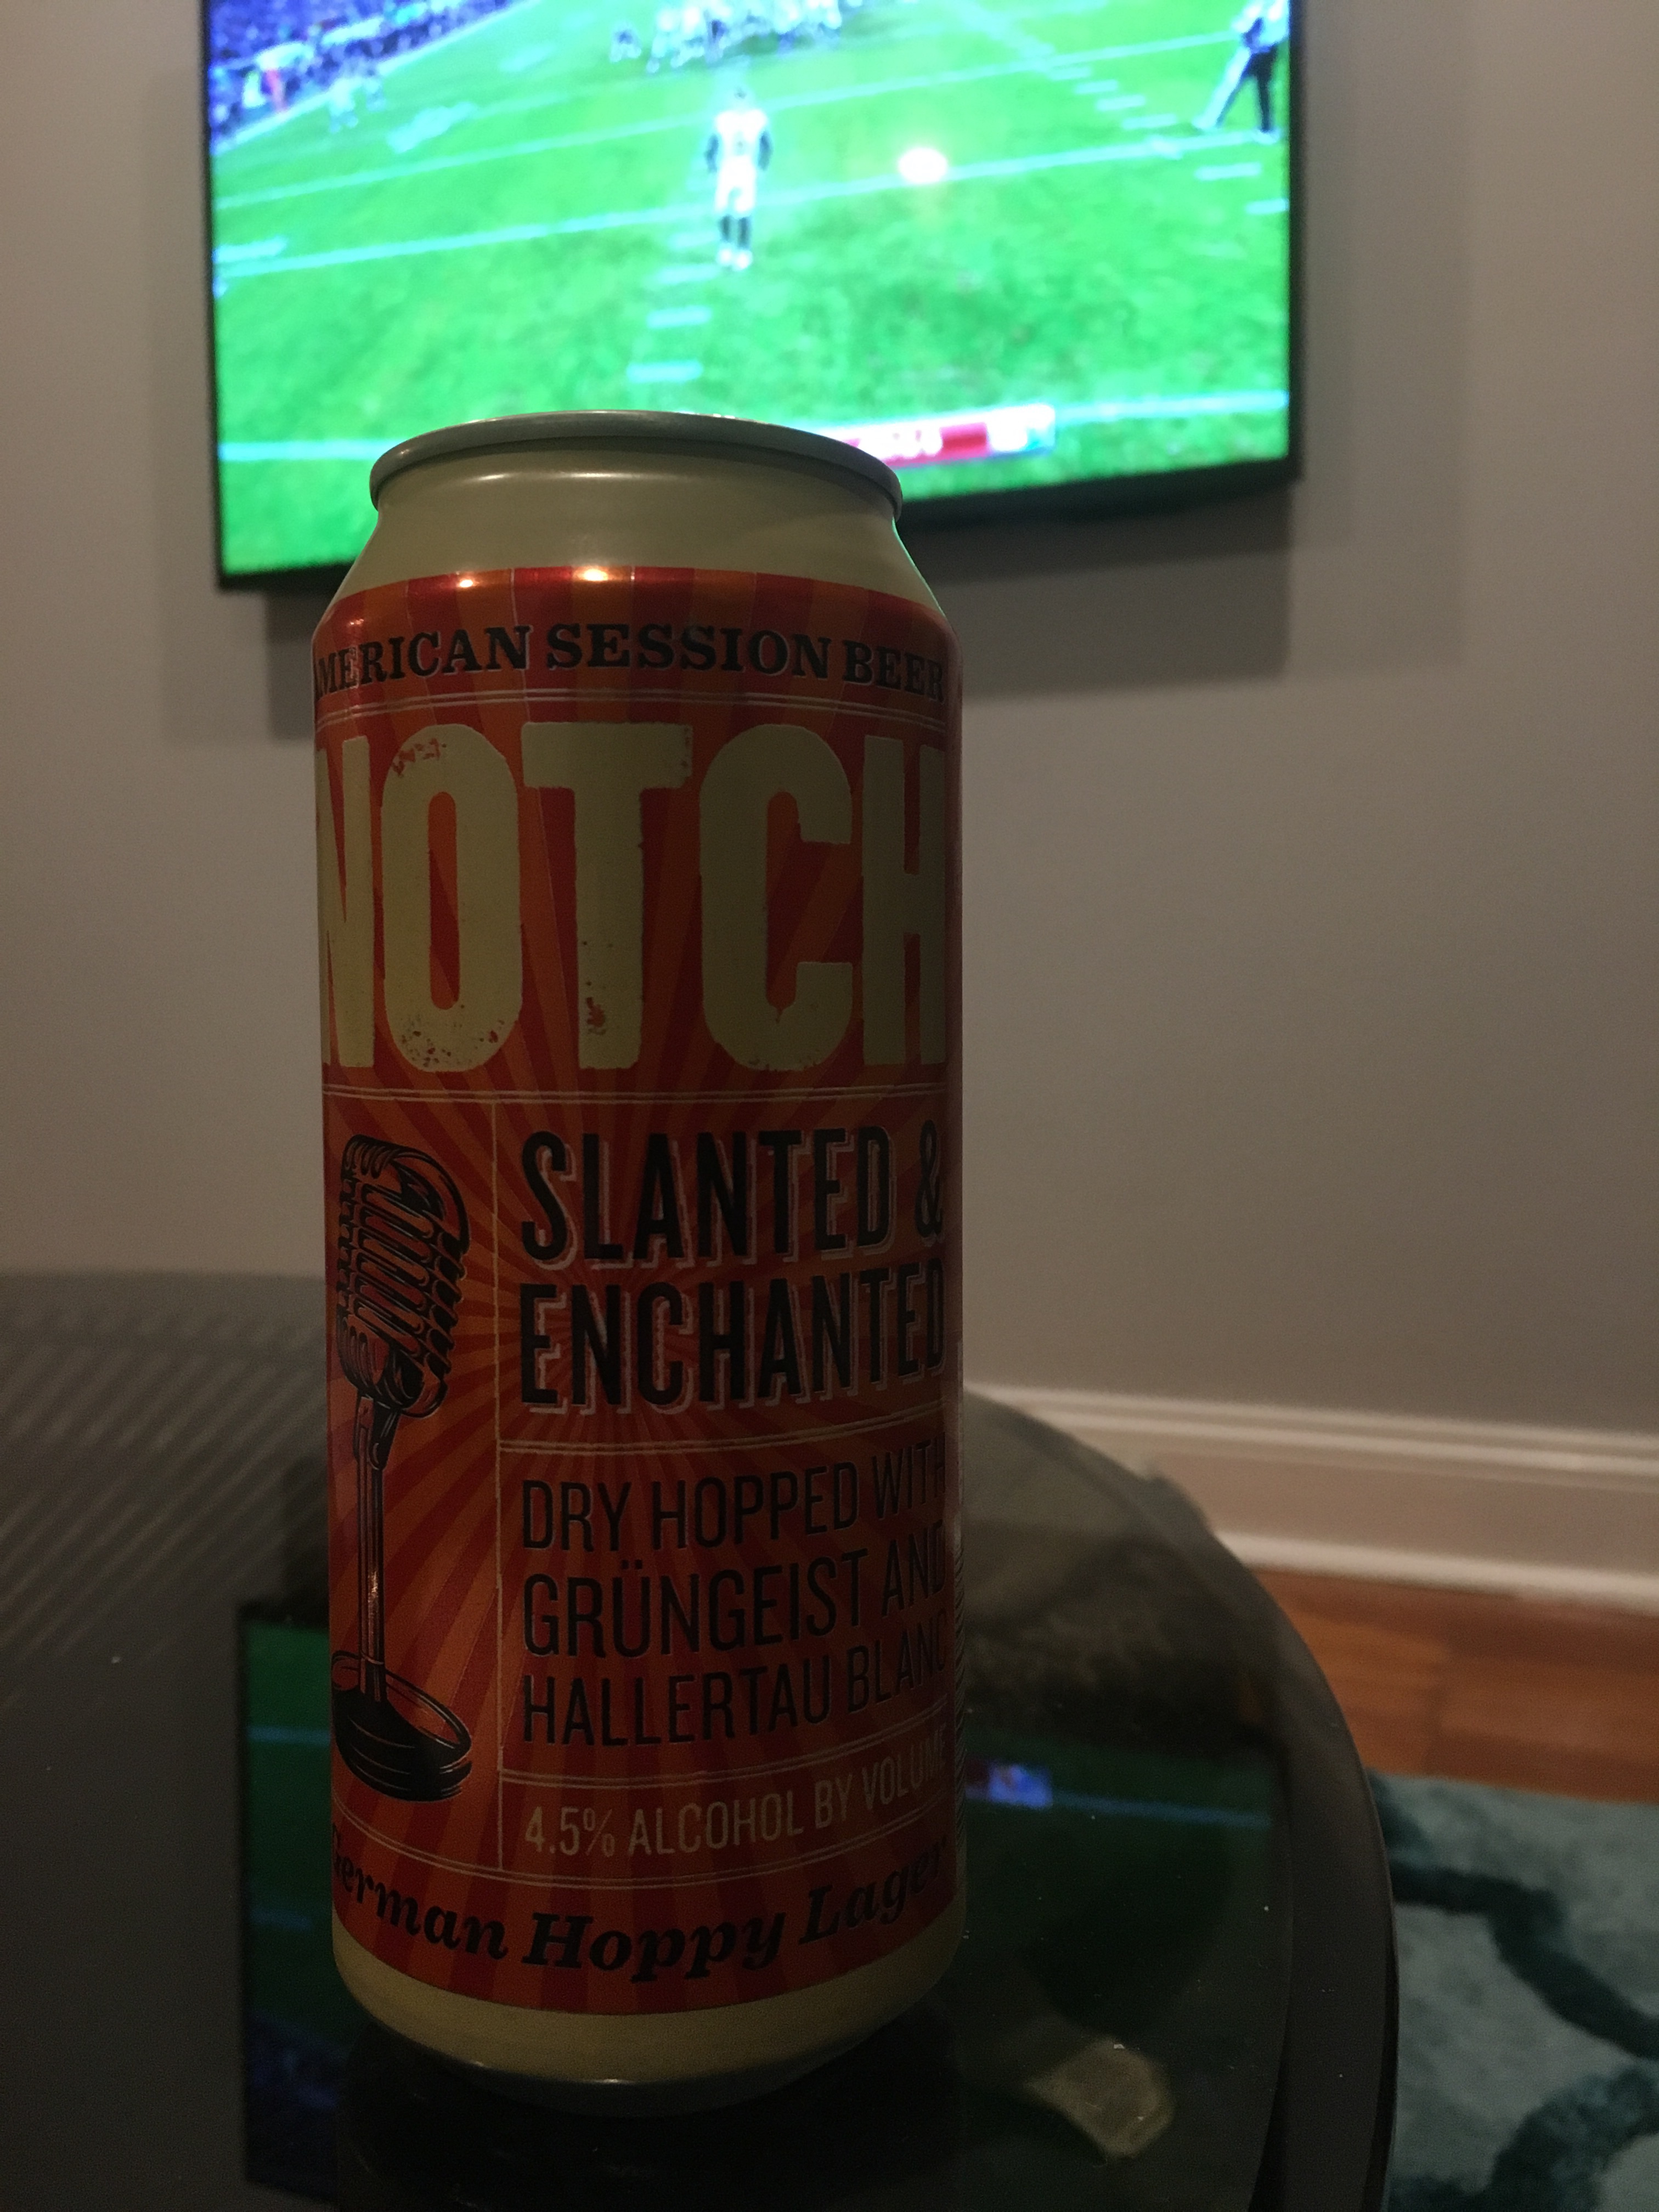 AMERICAN SESSION BEER
NOTCH
SLANTED &
ENCHANTED
DRY HOPPED WITH
GRÜNGEIST AND
HALLERTAU BLANC
4.5% ALCOHOL BY VOLUME
German Hoppy Lager